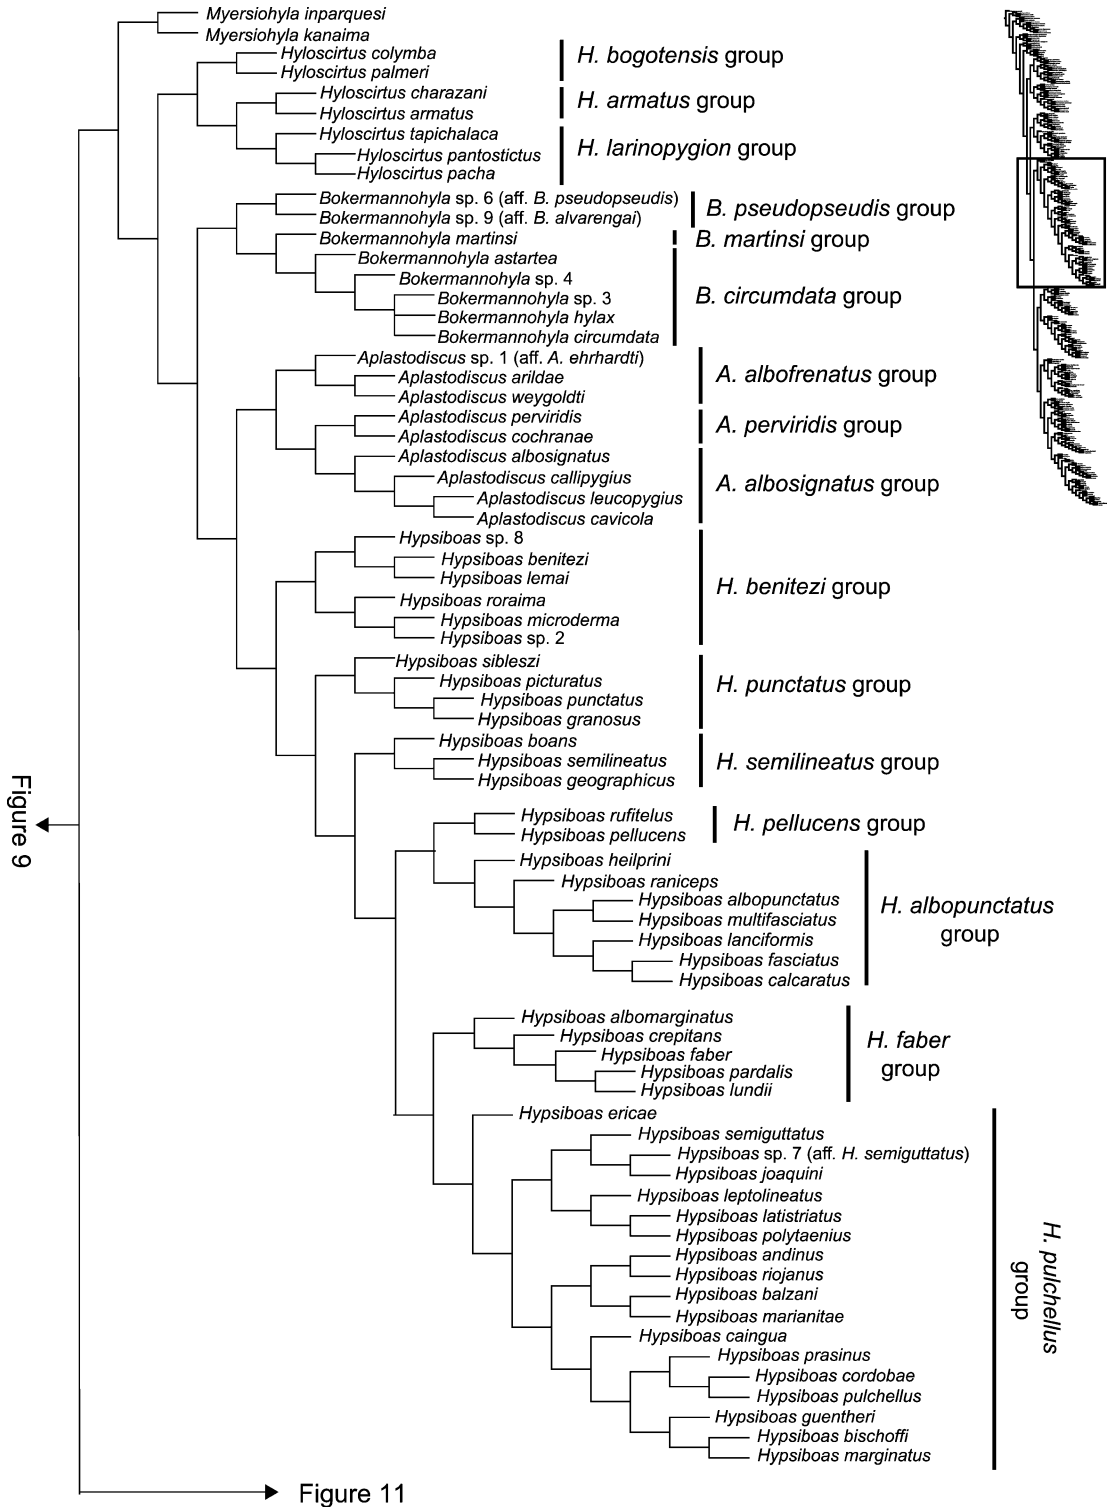 Myersiohyla inparquesi
Myersiohyla kanaima
Hyloscirtus colymba
Hyloscirtus palmeri
H. bogotensis group
Hyloscirtus charazani
Hyloscirtus armatus
H. armatus group
Hyloscirtus tapichalaca
Hyloscirtus pantostictus
Hyloscirtus pacha
H. larinopygion group
Bokermannohyla sp. 6 (aff. B. pseudopseudis)
Bokermannohyla sp. 9 (aff. B. alvarengai)
B. pseudopseudis group
Bokermannohyla martinsi
B. martinsi group
Bokermannohyla astartea
Bokermannohyla sp. 4
Bokermannohyla sp. 3
Bokermannohyla hylax
Bokermannohyla circumdata
B. circumdata group
Aplastodiscus sp. 1 (aff. A. ehrhardti)
Aplastodiscus arildae
Aplastodiscus weygoldti
A. albofrenatus group
Aplastodiscus perviridis
Aplastodiscus cochranae
A. perviridis group
Aplastodiscus albosignatus
Aplastodiscus callipygius
Aplastodiscus leucopygius
Aplastodiscus cavicola
A. albosignatus group
Hypsiboas sp. 8
Hypsiboas benitezi
Hypsiboas lemai
Hypsiboas roraima
Hypsiboas microderma
Hypsiboas sp. 2
H. benitezi group
Hypsiboas sibleszi
Hypsiboas picturatus
Hypsiboas punctatus
Hypsiboas granosus
H. punctatus group
Hypsiboas boans
Hypsiboas semilineatus
Hypsiboas geographicus
H. semilineatus group
Figure 9
Hypsiboas rufitelus
Hypsiboas pellucens
H. pellucens group
Hypsiboas heilprini
Hypsiboas raniceps
Hypsiboas albopunctatus
Hypsiboas multifasciatus
Hypsiboas lanciformis
Hypsiboas fasciatus
Hypsiboas calcaratus
H. albopunctatus
group
Hypsiboas albomarginatus
Hypsiboas crepitans
Hypsiboas faber
Hypsiboas pardalis
Hypsiboas lundii
H. faber
group
Hypsiboas ericae
Hypsiboas semiguttatus
Hypsiboas sp. 7 (aff. H. semiguttatus)
Hypsiboas joaquini
Hypsiboas leptolineatus
Hypsiboas latistriatus
Hypsiboas polytaenius
Hypsiboas andinus
Hypsiboas riojanus
Hypsiboas balzani
Hypsiboas marianitae
Hypsiboas caingua
Hypsiboas prasinus
Hypsiboas cordobae
Hypsiboas pulchellus
Hypsiboas guentheri
Hypsiboas bischoffi
Hypsiboas marginatus
H. pulchellus
group
Figure 11